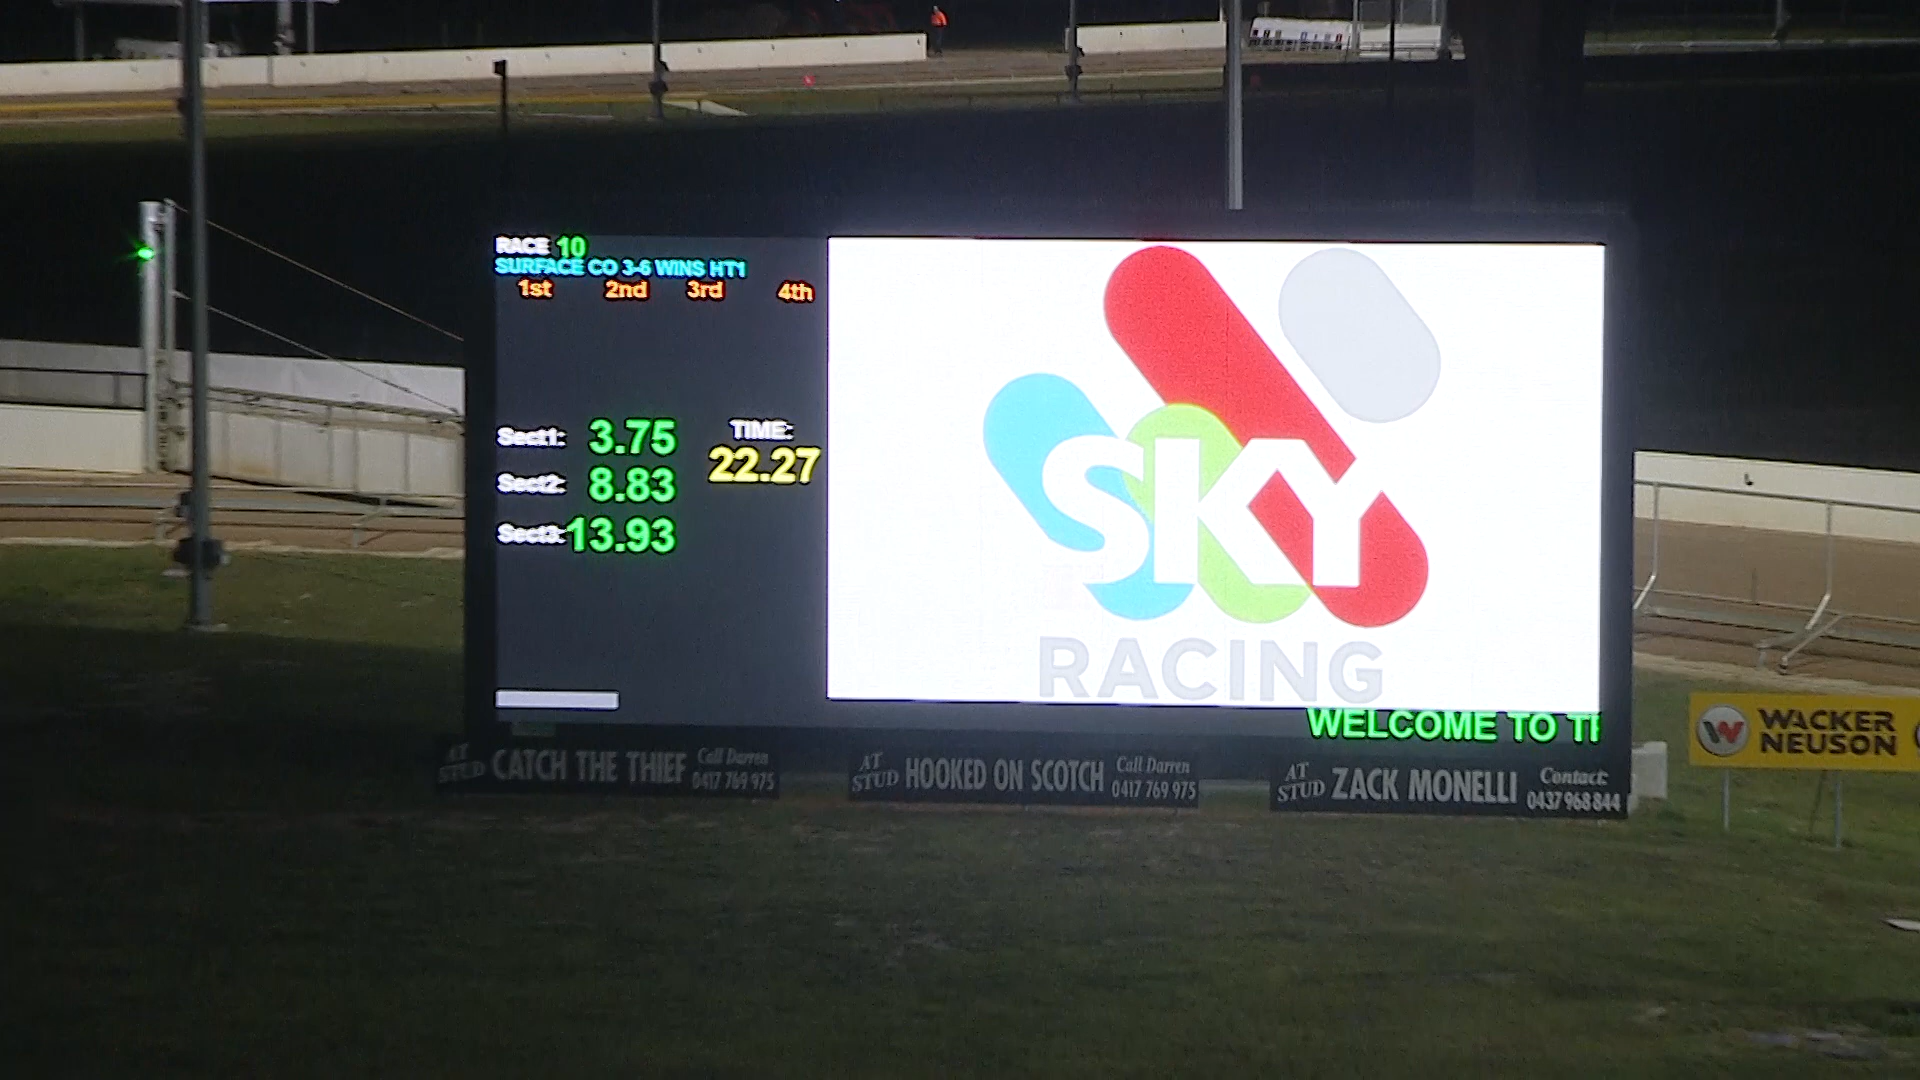 RACE 10
SURFACE CO 3-6 WINS HT1
1st 2nd 3rd 4th
Sect1: 3.75
TIME:
22.27
Sect2: 8.83
Sect3: 13.93
SKY
RACING
WELCOME TO
AT STUD CATCH THE THIEF Call Darren 0417 769 975
AT STUD HOOKED ON SCOTCH Call Darren 0417 769 975
AT STUD ZACK MONELLI Contact: 0437 968 844
WACKER
NEUSON